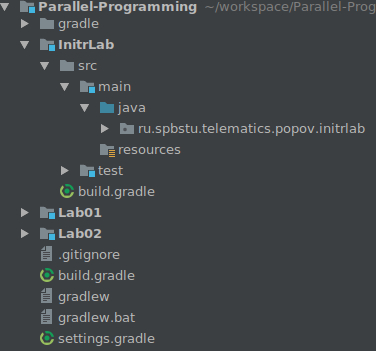 Parallel-Programming ~/workspace/Parallel-Prog
gradle
InitrLab
src
main
java
ru.spbstu.telematics.popov.initrlab
resources
test
build.gradle
Lab01
Lab02
.gitignore
build.gradle
gradlew
gradlew.bat
settings.gradle